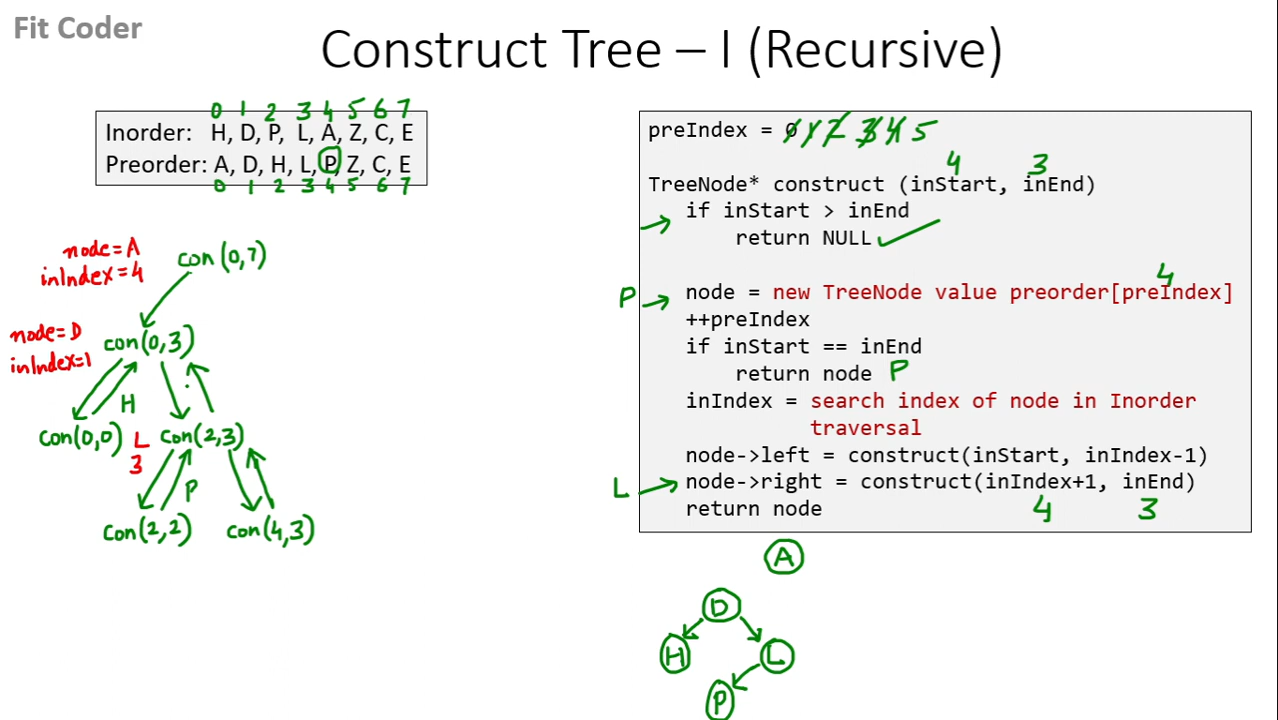 Fit Coder
Construct Tree – I (Recursive)
0 1 2 3 4 5 6 7
Inorder: H, D, P, L, A, Z, C, E
Preorder: A, D, H, L, P, Z, C, E
0 1 2 3 4 5 6 7
node=A
inIndex=4
con(0,7)
node=D
inIndex=1
con(0,3)
H
con(0,0)
L
3
con(2,3)
P
con(2,2)
con(4,3)
preIndex = 0 1 2 3 4 5
4 3
TreeNode* construct (inStart, inEnd)
if inStart > inEnd
return NULL
4
P
node = new TreeNode value preorder[preIndex]
++preIndex
if inStart == inEnd
return node P
inIndex = search index of node in Inorder
traversal
node->left = construct(inStart, inIndex-1)
L
node->right = construct(inIndex+1, inEnd)
return node
4 3
A
D
H
L
P